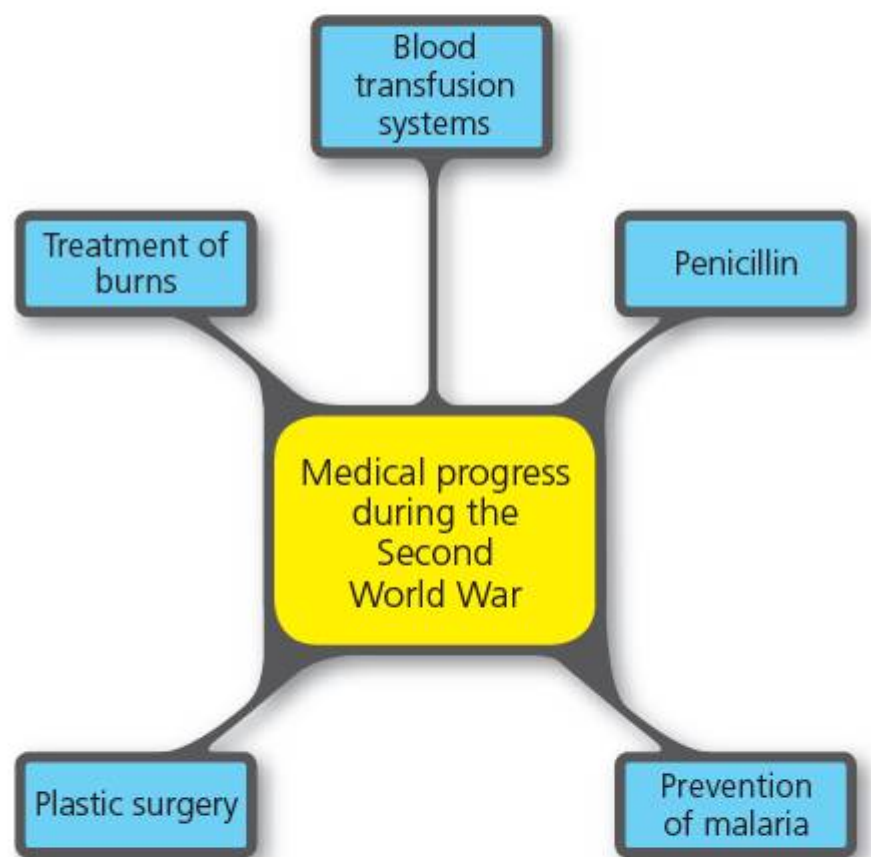 Blood
transfusion
systems
Treatment of
burns
Penicillin
Medical progress
during the
Second
World War
Plastic surgery
Prevention
of malaria